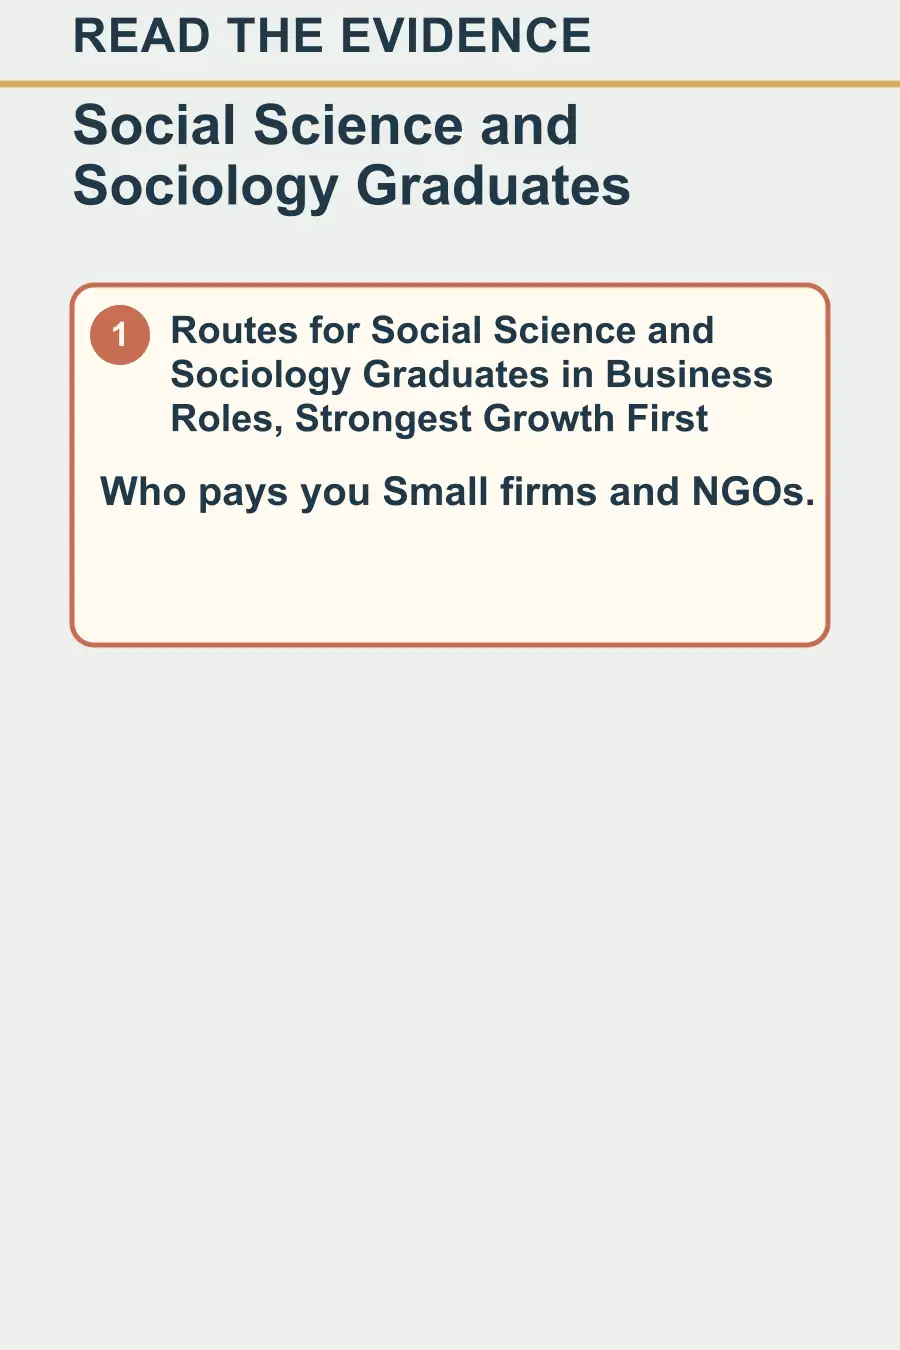 READ THE EVIDENCE
Social Science and
Sociology Graduates
1
Routes for Social Science and
Sociology Graduates in Business
Roles, Strongest Growth First
Who pays you Small firms and NGOs.